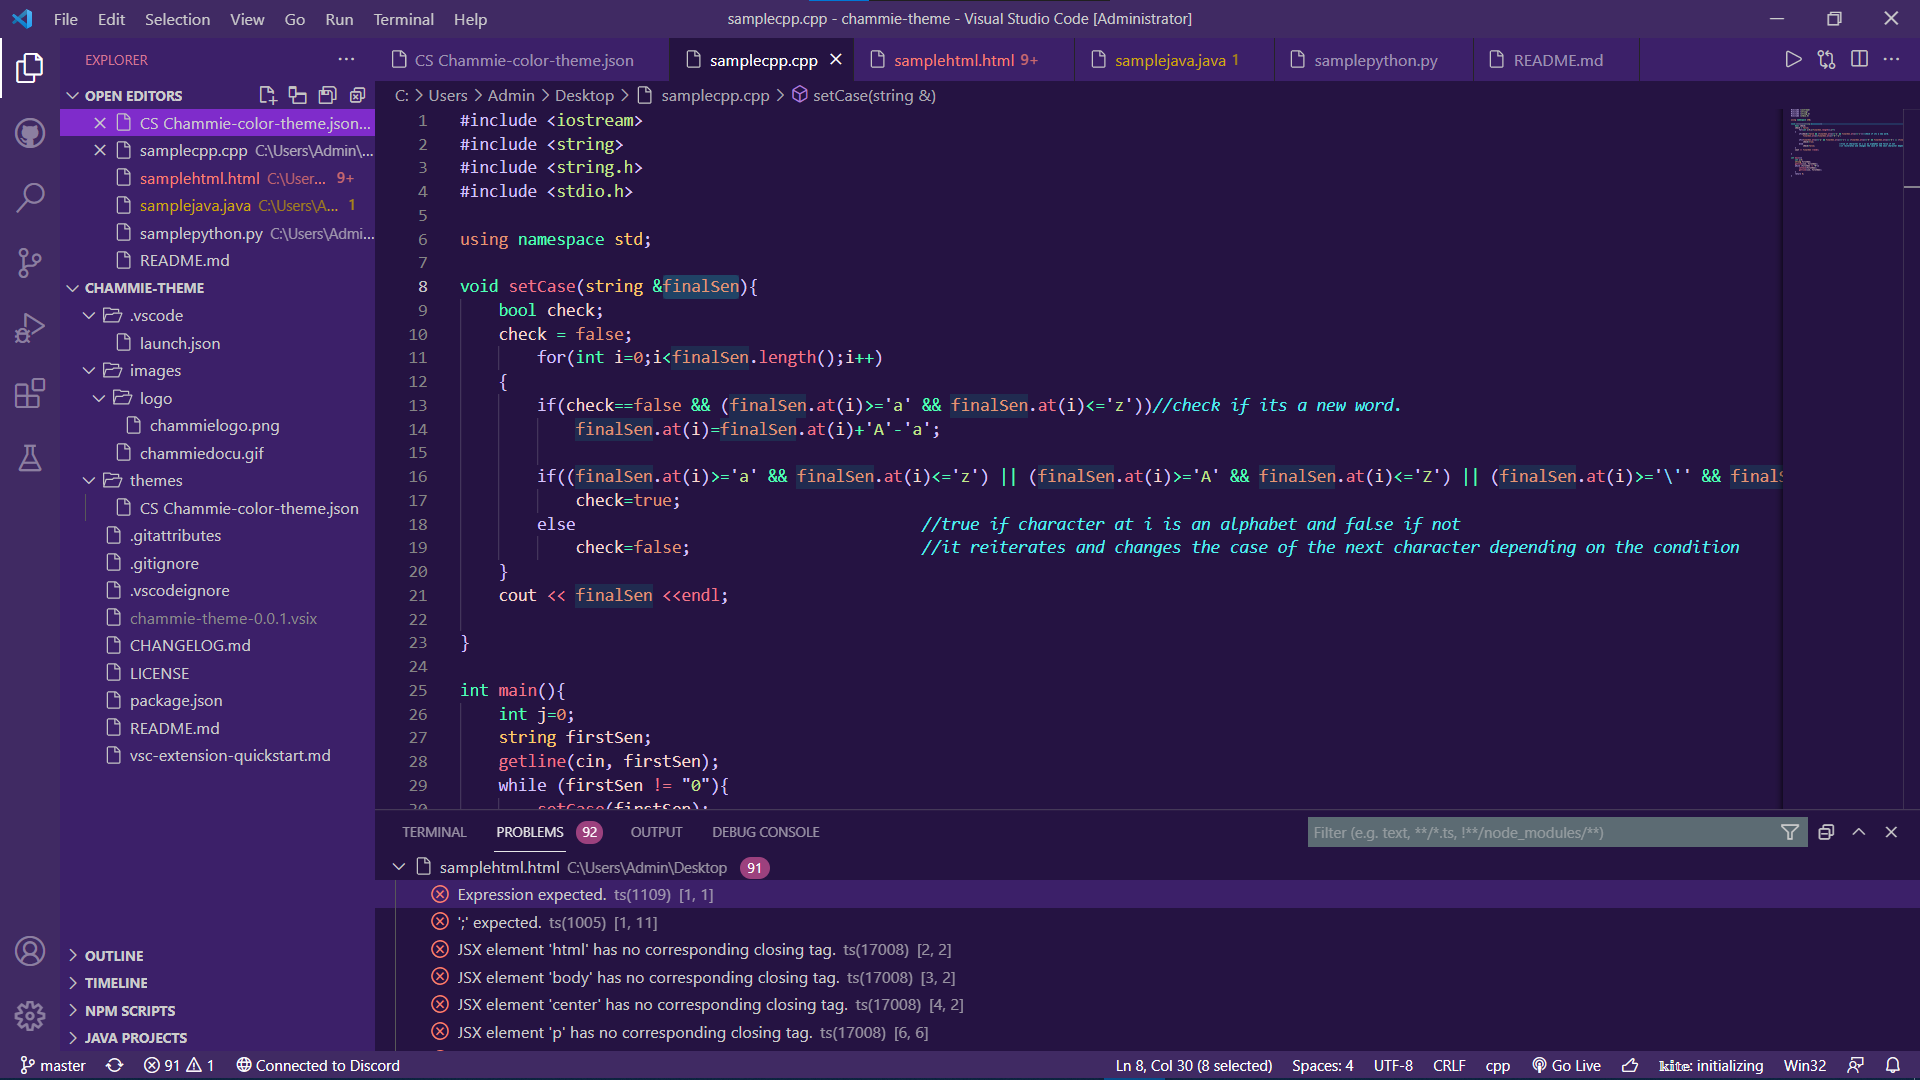 File Edit Selection View Go Run Terminal Help
samplecpp.cpp - chammie-theme - Visual Studio Code [Administrator]
EXPLORER
OPEN EDITORS
CS Chammie-color-theme.json...
samplecpp.cpp C:\Users\Admin\...
samplehtml.html C:\User... 9+
samplejava.java C:\Users\A... 1
samplepython.py C:\Users\Admi...
README.md
CHAMMIE-THEME
.vscode
launch.json
images
logo
chammielogo.png
chammiedocu.gif
themes
CS Chammie-color-theme.json
.gitattributes
.gitignore
.vscodeignore
chammie-theme-0.0.1.vsix
CHANGELOG.md
LICENSE
package.json
README.md
vsc-extension-quickstart.md
OUTLINE
TIMELINE
NPM SCRIPTS
JAVA PROJECTS
CS Chammie-color-theme.json samplecpp.cpp samplehtml.html 9+ samplejava.java 1 samplepython.py README.md
C: > Users > Admin > Desktop > samplecpp.cpp > setCase(string &)
1 #include <iostream>
2 #include <string>
3 #include <string.h>
4 #include <stdio.h>
5
6 using namespace std;
7
8 void setCase(string &finalSen){
9 bool check;
10 check = false;
11 for(int i=0;i<finalSen.length();i++)
12 {
13 if(check==false && (finalSen.at(i)>='a' && finalSen.at(i)<='z'))//check if its a new word.
14 finalSen.at(i)=finalSen.at(i)+'A'-'a';
15
16 if((finalSen.at(i)>='a' && finalSen.at(i)<='z') || (finalSen.at(i)>='A' && finalSen.at(i)<='Z') || (finalSen.at(i)>='\'' && finalS
17 check=true;
18 else //true if character at i is an alphabet and false if not
19 check=false; //it reiterates and changes the case of the next character depending on the condition
20 }
21 cout << finalSen <<endl;
22
23 }
24
25 int main(){
26 int j=0;
27 string firstSen;
28 getline(cin, firstSen);
29 while (firstSen != "0"){
30 setCase(firstSen);
TERMINAL PROBLEMS 92 OUTPUT DEBUG CONSOLE
Filter (e.g. text, **/*.ts, !**/node_modules/**)
samplehtml.html C:\Users\Admin\Desktop 91
Expression expected. ts(1109) [1, 1]
';' expected. ts(1005) [1, 11]
JSX element 'html' has no corresponding closing tag. ts(17008) [2, 2]
JSX element 'body' has no corresponding closing tag. ts(17008) [3, 2]
JSX element 'center' has no corresponding closing tag. ts(17008) [4, 2]
JSX element 'p' has no corresponding closing tag. ts(17008) [6, 6]
master 91 1 Connected to Discord Ln 8, Col 30 (8 selected) Spaces: 4 UTF-8 CRLF cpp Go Live kite: initializing Win32